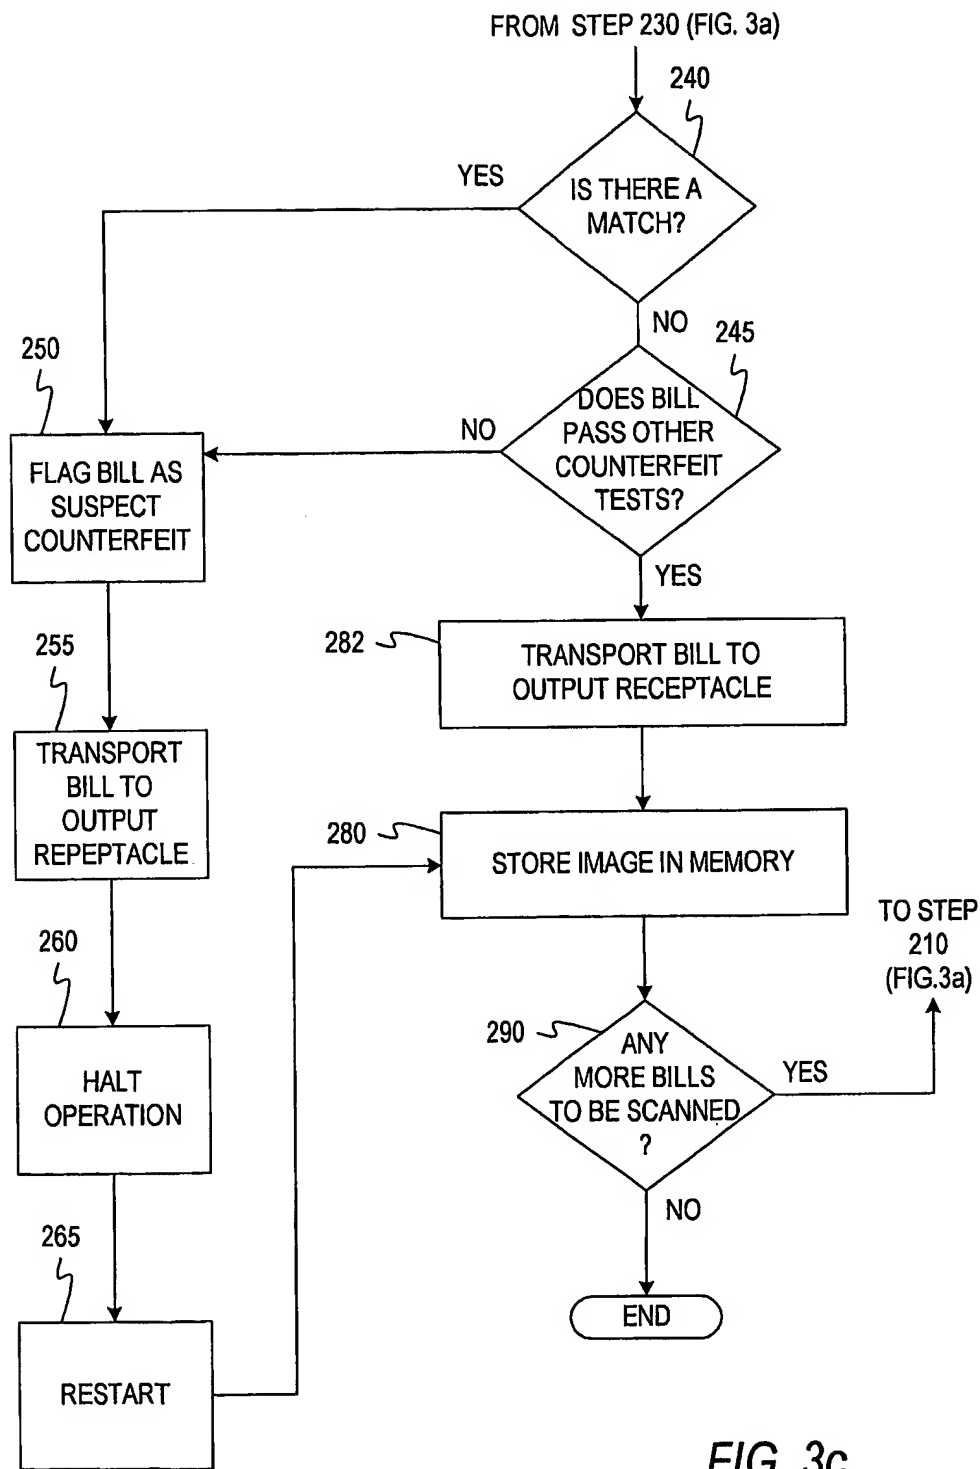 FROM STEP 230 (FIG. 3a)
240
YES
IS THERE A
MATCH?
NO
245
250
DOES BILL
PASS OTHER
COUNTERFEIT
TESTS?
NO
FLAG BILL AS
SUSPECT
COUNTERFEIT
YES
255
282
TRANSPORT BILL TO
OUTPUT RECEPTACLE
TRANSPORT
BILL TO
OUTPUT
REPEPTACLE
280
STORE IMAGE IN MEMORY
TO STEP
210
(FIG.3a)
260
290
ANY
MORE BILLS
TO BE SCANNED
?
YES
HALT
OPERATION
NO
265
END
RESTART
FIG. 3c